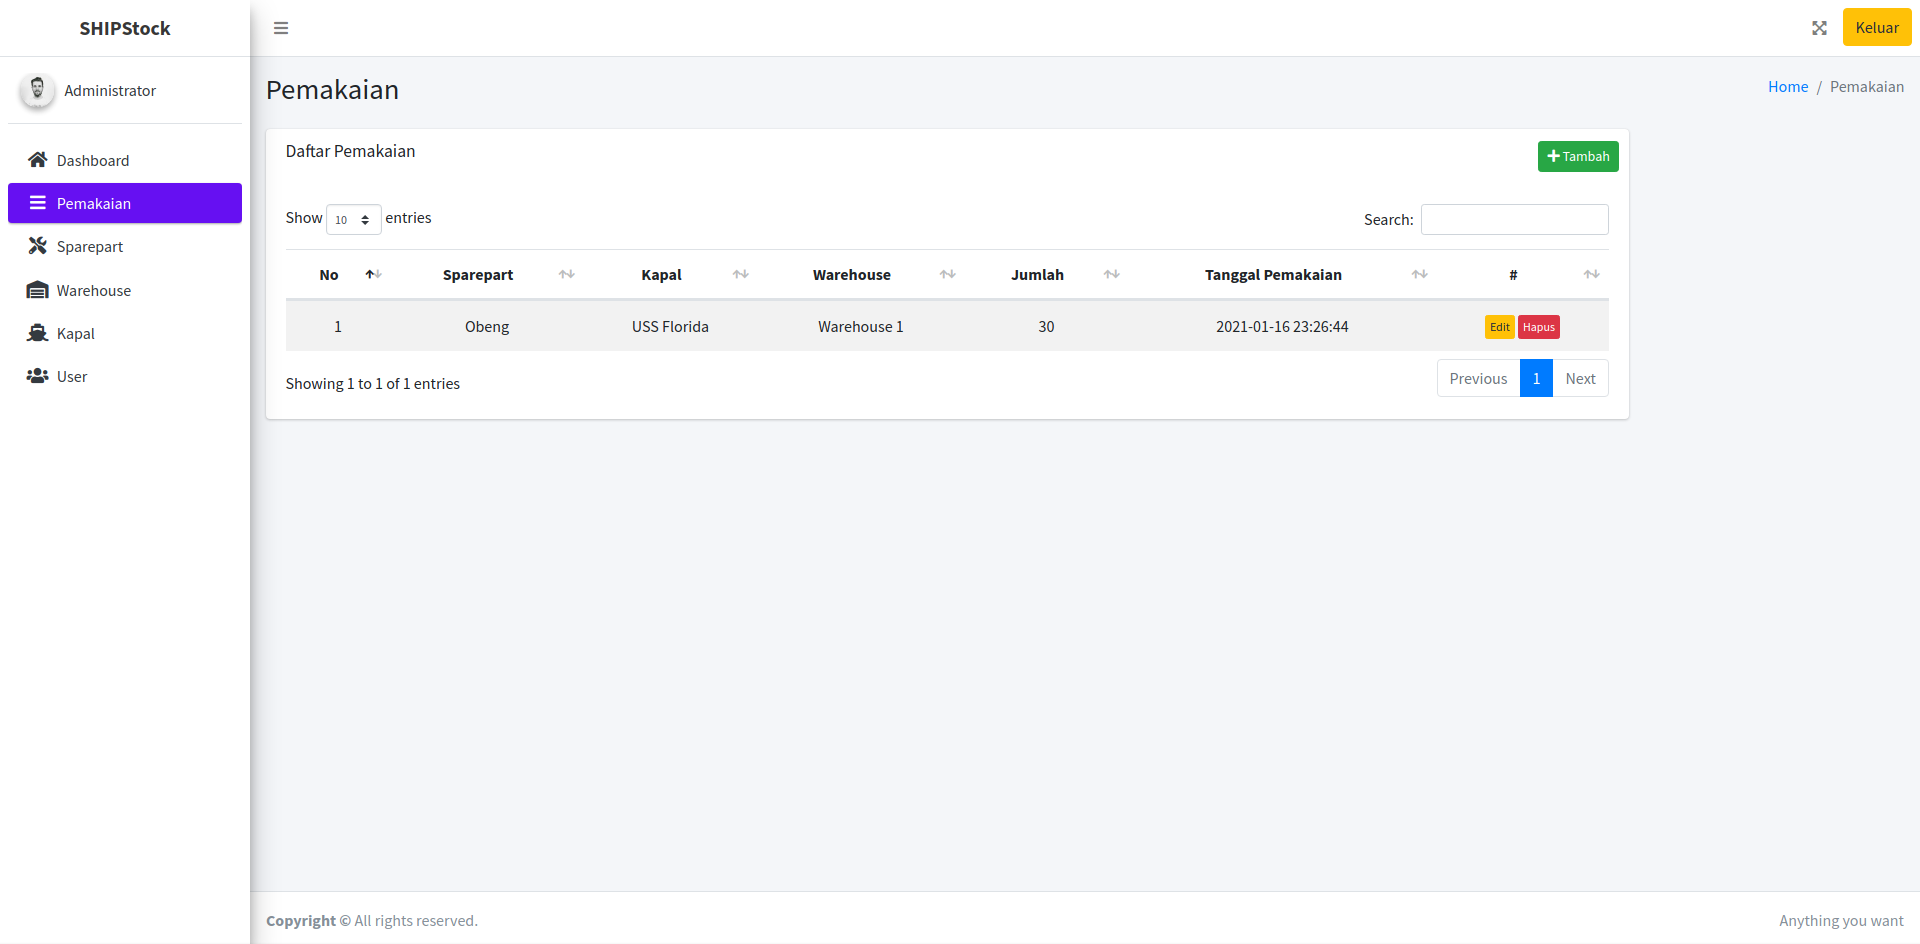 SHIPStock
Keluar
Administrator
Dashboard
Pemakaian
Sparepart
Warehouse
Kapal
User
Pemakaian
Home / Pemakaian
Daftar Pemakaian
Tambah
Show 10 entries
Search:
No Sparepart Kapal Warehouse Jumlah Tanggal Pemakaian #
1 Obeng USS Florida Warehouse 1 30 2021-01-16 23:26:44 Edit Hapus
Showing 1 to 1 of 1 entries
Previous 1 Next
Copyright © All rights reserved.
Anything you want